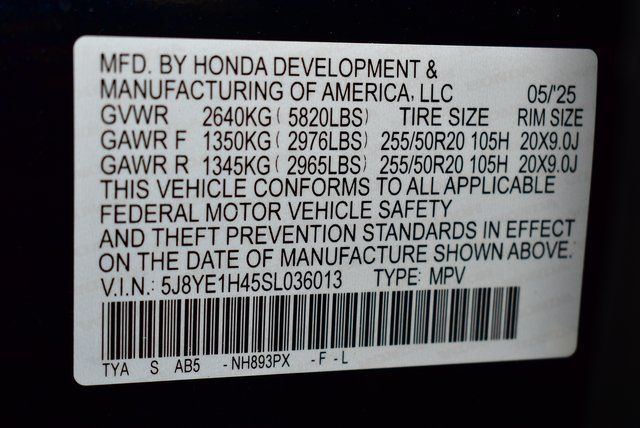 MFD. BY HONDA DEVELOPMENT &
MANUFACTURING OF AMERICA, LLC 05/'25
GVWR 2640KG ( 5820LBS) TIRE SIZE RIM SIZE
GAWR F 1350KG ( 2976LBS) 255/50R20 105H 20X9.0J
GAWR R 1345KG ( 2965LBS) 255/50R20 105H 20X9.0J
THIS VEHICLE CONFORMS TO ALL APPLICABLE
FEDERAL MOTOR VEHICLE SAFETY
AND THEFT PREVENTION STANDARDS IN EFFECT
ON THE DATE OF MANUFACTURE SHOWN ABOVE.
V.I.N.: 5J8YE1H45SL036013 TYPE: MPV
TYA S AB5 - NH893PX - F - L